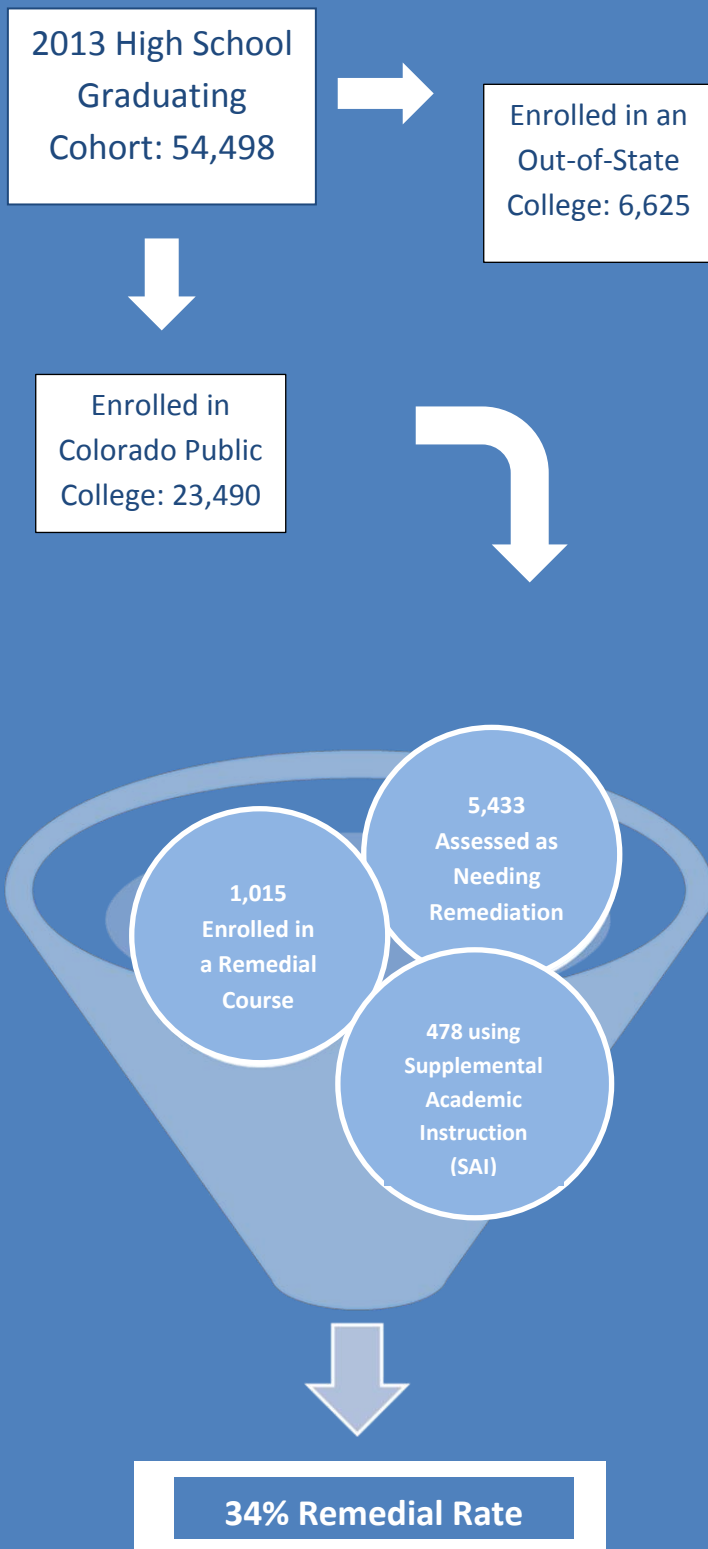 2013 High School
Graduating
Cohort: 54,498
Enrolled in an
Out-of-State
College: 6,625
Enrolled in
Colorado Public
College: 23,490
5,433
Assessed as
Needing
Remediation
1,015
Enrolled in
a Remedial
Course
478 using
Supplemental
Academic
Instruction
(SAI)
34% Remedial Rate